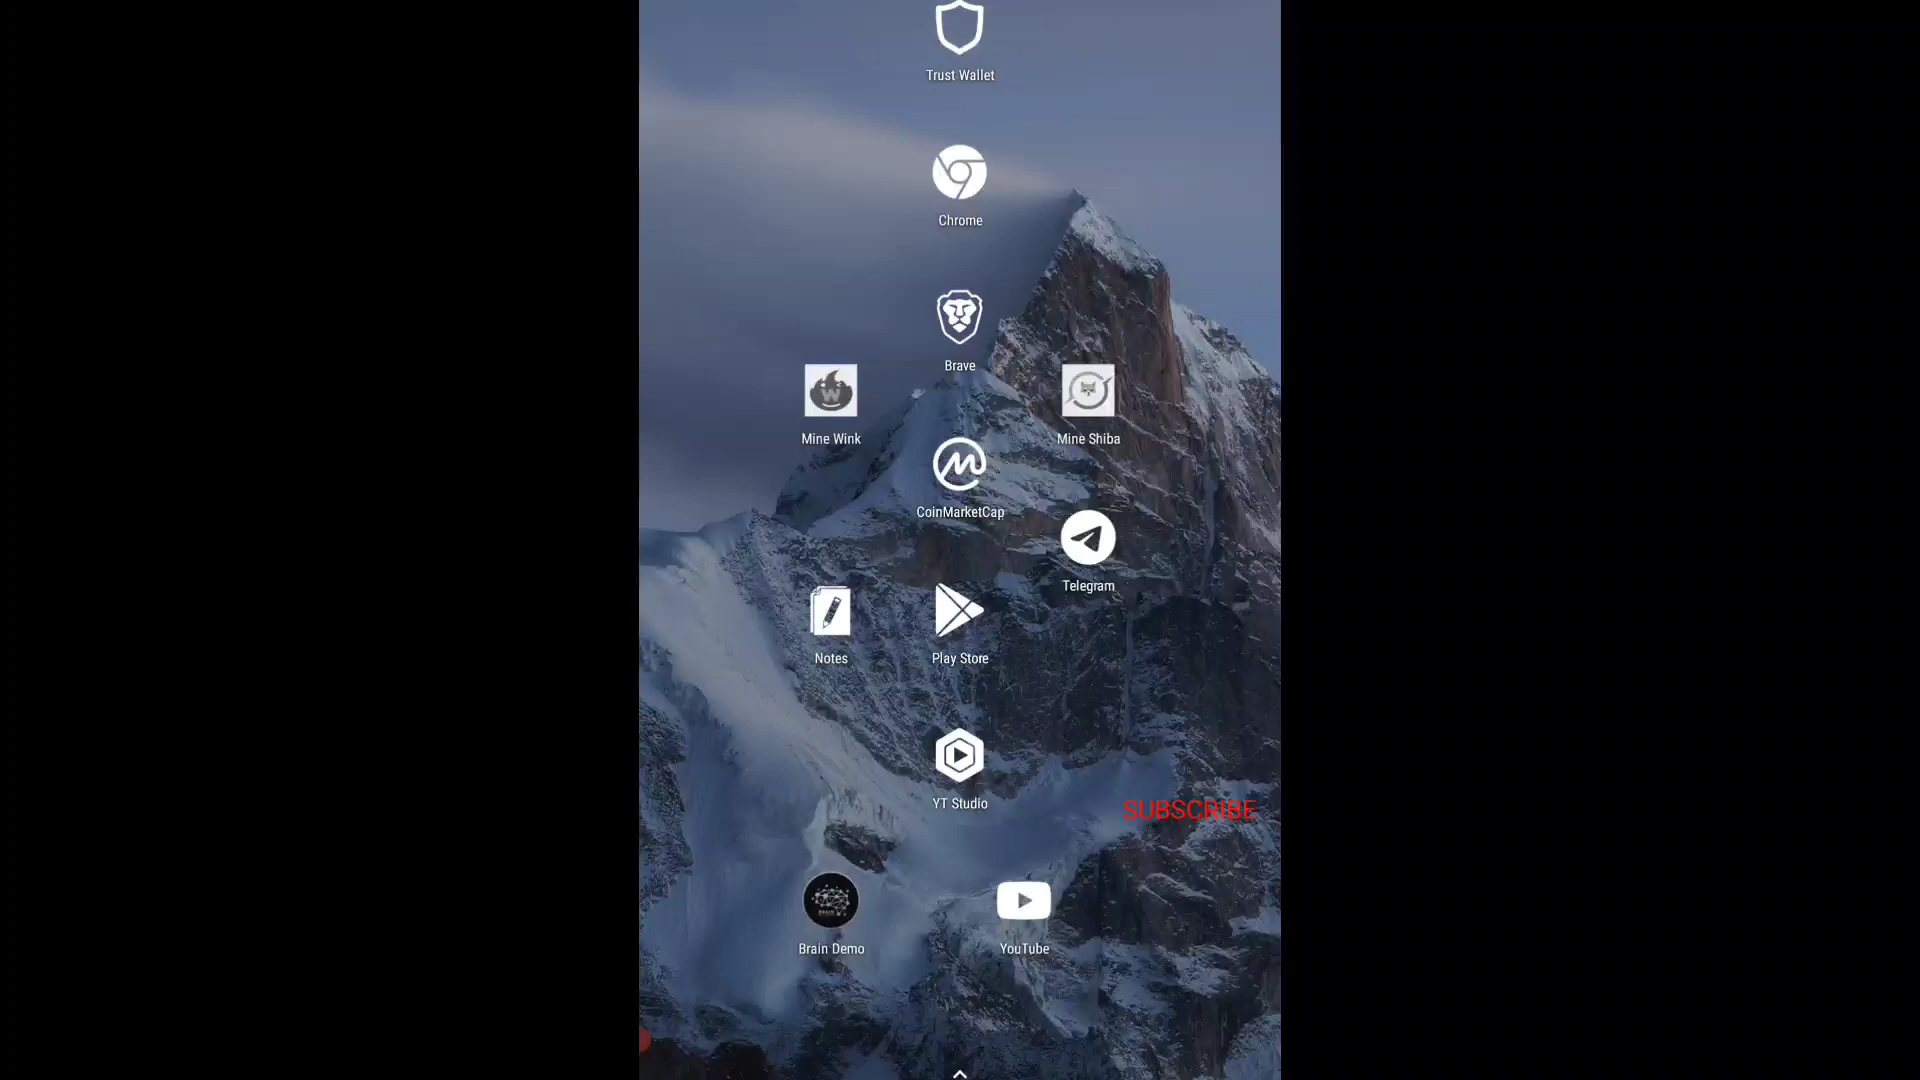 Trust Wallet
Chrome
Brave
Mine Wink
Mine Shiba
CoinMarketCap
Telegram
Notes
Play Store
YT Studio
SUBSCRIBE
Brain Demo
YouTube